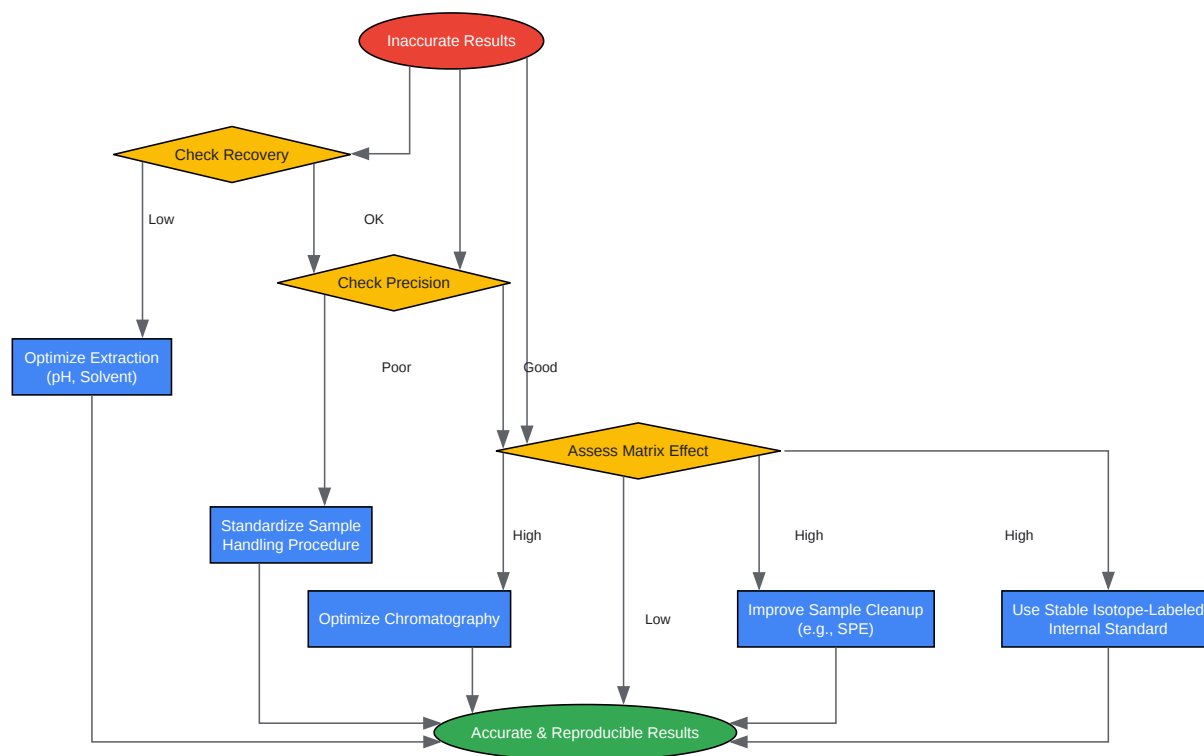 Inaccurate Results
Check Recovery
Low
OK
Check Precision
Optimize Extraction
(pH, Solvent)
Poor
Good
Assess Matrix Effect
Standardize Sample
Handling Procedure
High
High
High
Optimize Chromatography
Low
Improve Sample Cleanup
(e.g., SPE)
Use Stable Isotope-Labeled
Internal Standard
Accurate & Reproducible Results